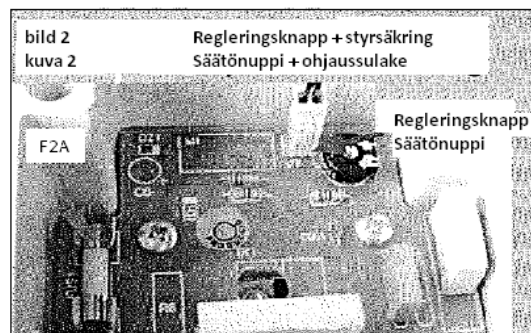 bild 2 Regleringsknapp + styrsäkring
kuva 2 Säätönuppi + ohjaussulake
Regleringsknapp
Säätönuppi
F2A